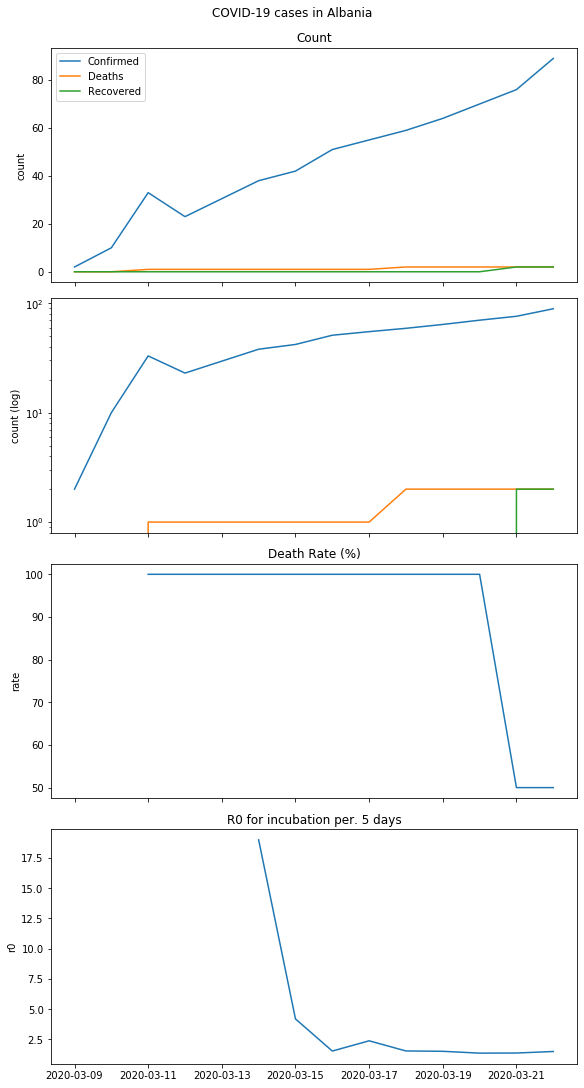 COVID-19 cases in Albania
Count
Confirmed
Deaths
Recovered
80
60
40
20
0
count
10²
10¹
10⁰
count (log)
Death Rate (%)
100
90
80
70
60
50
rate
R0 for incubation per. 5 days
17.5
15.0
12.5
10.0
7.5
5.0
2.5
r0
2020-03-09 2020-03-11 2020-03-13 2020-03-15 2020-03-17 2020-03-19 2020-03-21